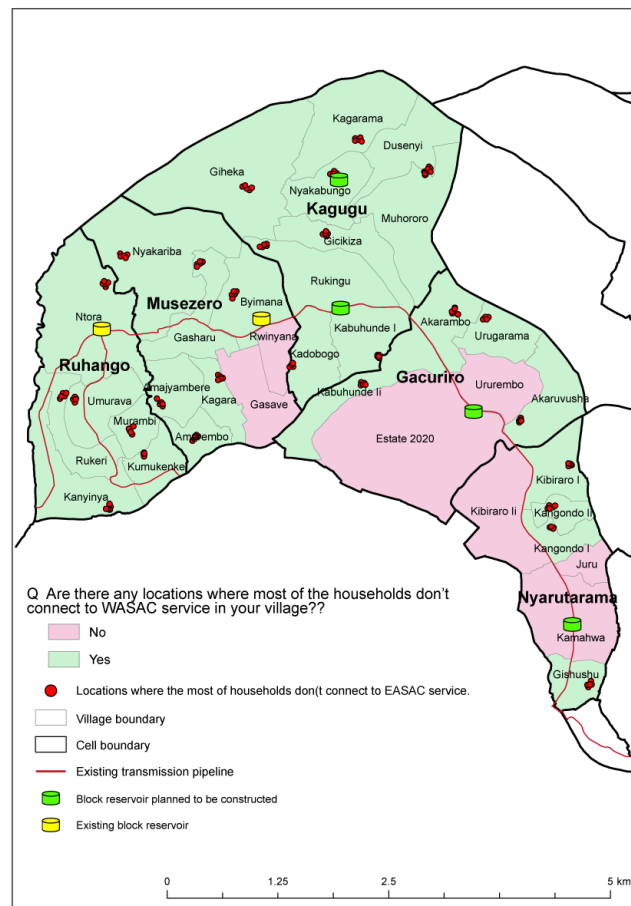 Kagarama
Dusenyi
Giheka
Nyakabungo
Kagugu
Muhororo
Gicikiza
Nyakariba
Rukingu
Musezero
Byimana
Ntora
Akarambo
Urugarama
Gasharu
Rwinyana
Kabuhunde I
Ruhango
Kadobogo
Gacuriro
Ururembo
Amajyambere
Kabuhunde Ii
Akaruvusha
Umurava
Kagara
Gasave
Murambi
Estate 2020
Rukeri
Kumukenke
Kibiraro I
Kanyinya
Kibiraro Ii
Kangondo II
Kangondo I
Juru
Nyarutarama
Kamahwa
Gishushu
Q Are there any locations where most of the households don't
connect to WASAC service in your village??
No
Yes
Locations where the most of households don(t connect to EASAC service.
Village boundary
Cell boundary
Existing transmission pipeline
Block reservoir planned to be constructed
Existing block reservoir
0 1.25 2.5 5 km